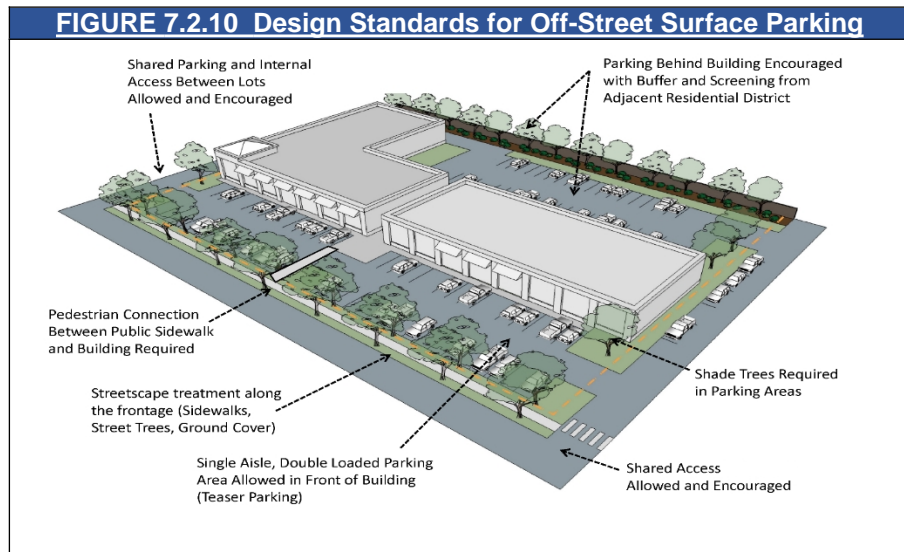 FIGURE 7.2.10 Design Standards for Off-Street Surface Parking
Shared Parking and Internal
Access Between Lots
Allowed and Encouraged
Parking Behind Building Encouraged
with Buffer and Screening from
Adjacent Residential District
Pedestrian Connection
Between Public Sidewalk
and Building Required
Streetscape treatment along
the frontage (Sidewalks,
Street Trees, Ground Cover)
Shade Trees Required
in Parking Areas
Single Aisle, Double Loaded Parking
Area Allowed in Front of Building
(Teaser Parking)
Shared Access
Allowed and Encouraged